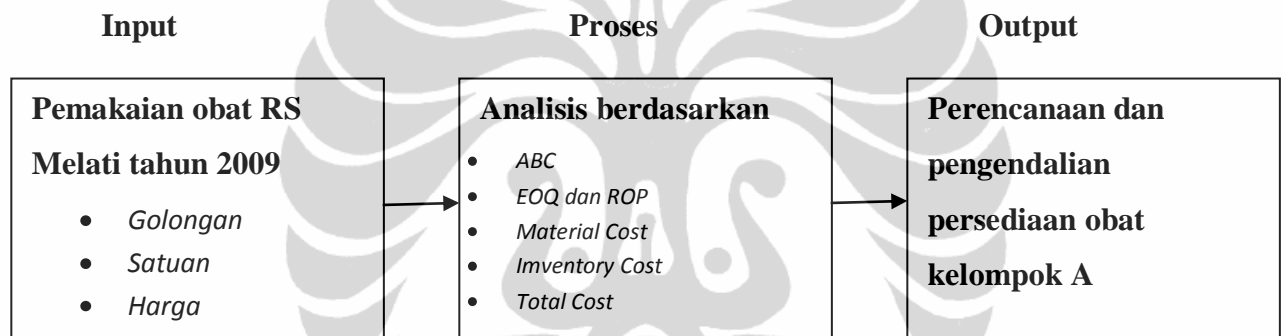 Input Proses Output
Pemakaian obat RS
Melati tahun 2009
• Golongan
• Satuan
• Harga
Analisis berdasarkan
• ABC
• EOQ dan ROP
• Material Cost
• Imventory Cost
• Total Cost
Perencanaan dan
pengendalian
persediaan obat
kelompok A